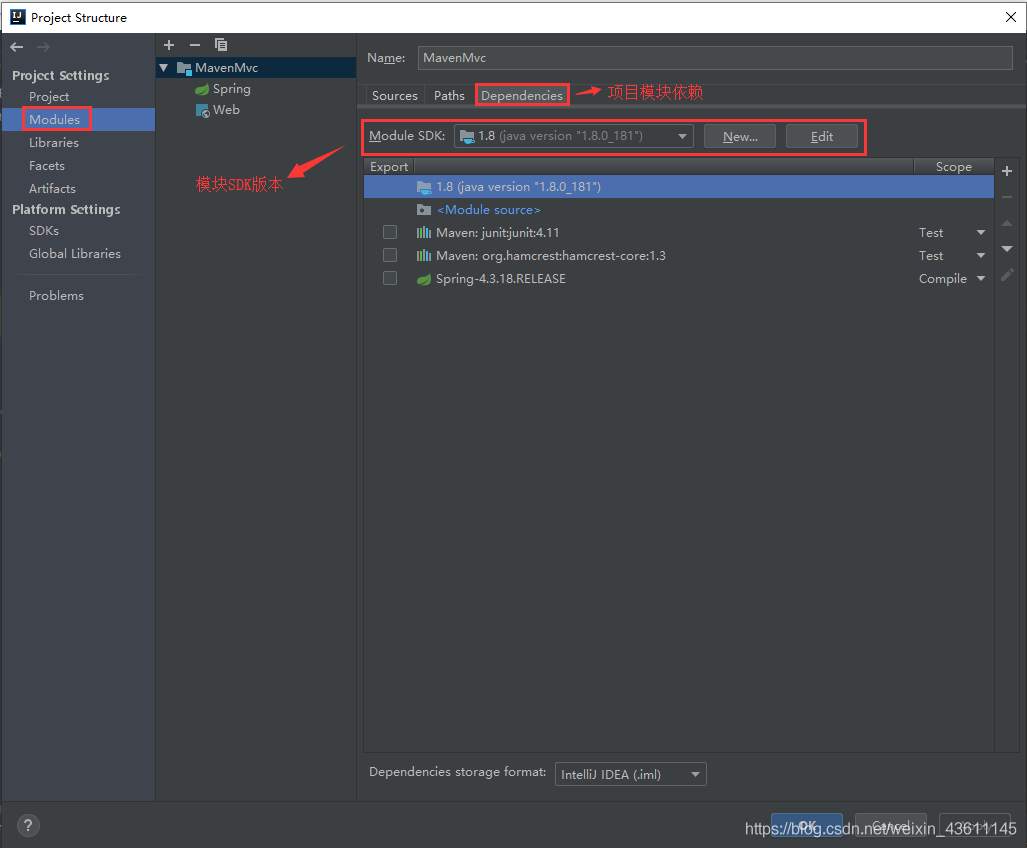 Project Structure
Project Settings
Project
Modules
Libraries
Facets
Artifacts
Platform Settings
SDKs
Global Libraries
Problems
MavenMvc
Spring
Web
模块SDK版本
Name: MavenMvc
Sources Paths Dependencies 项目模块依赖
Module SDK: 1.8 (java version "1.8.0_181") New... Edit
Export Scope
1.8 (java version "1.8.0_181")
<Module source>
Maven: junit:junit:4.11 Test
Maven: org.hamcrest:hamcrest-core:1.3 Test
Spring-4.3.18.RELEASE Compile
Dependencies storage format: IntelliJ IDEA (.iml)
? OK Cancel
https://blog.csdn.net/weixin_43611145